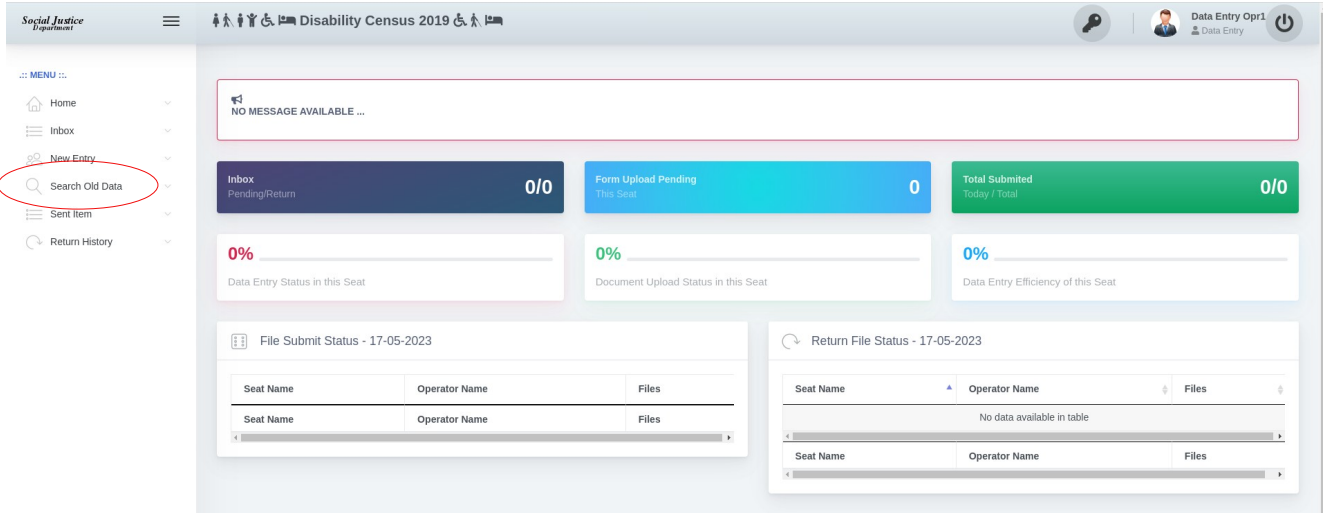 Social Justice
Department
Disability Census 2019
Data Entry Opr1
Data Entry
.:: MENU ::.
Home
Inbox
New Entry
Search Old Data
Sent Item
Return History
NO MESSAGE AVAILABLE ...
Inbox
Pending/Return
0/0
Form Upload Pending
This Seat
0
Total Submited
Today / Total
0/0
0%
Data Entry Status in this Seat
0%
Document Upload Status in this Seat
0%
Data Entry Efficiency of this Seat
File Submit Status - 17-05-2023
Seat Name Operator Name Files
Seat Name Operator Name Files
Return File Status - 17-05-2023
Seat Name Operator Name Files
No data available in table
Seat Name Operator Name Files